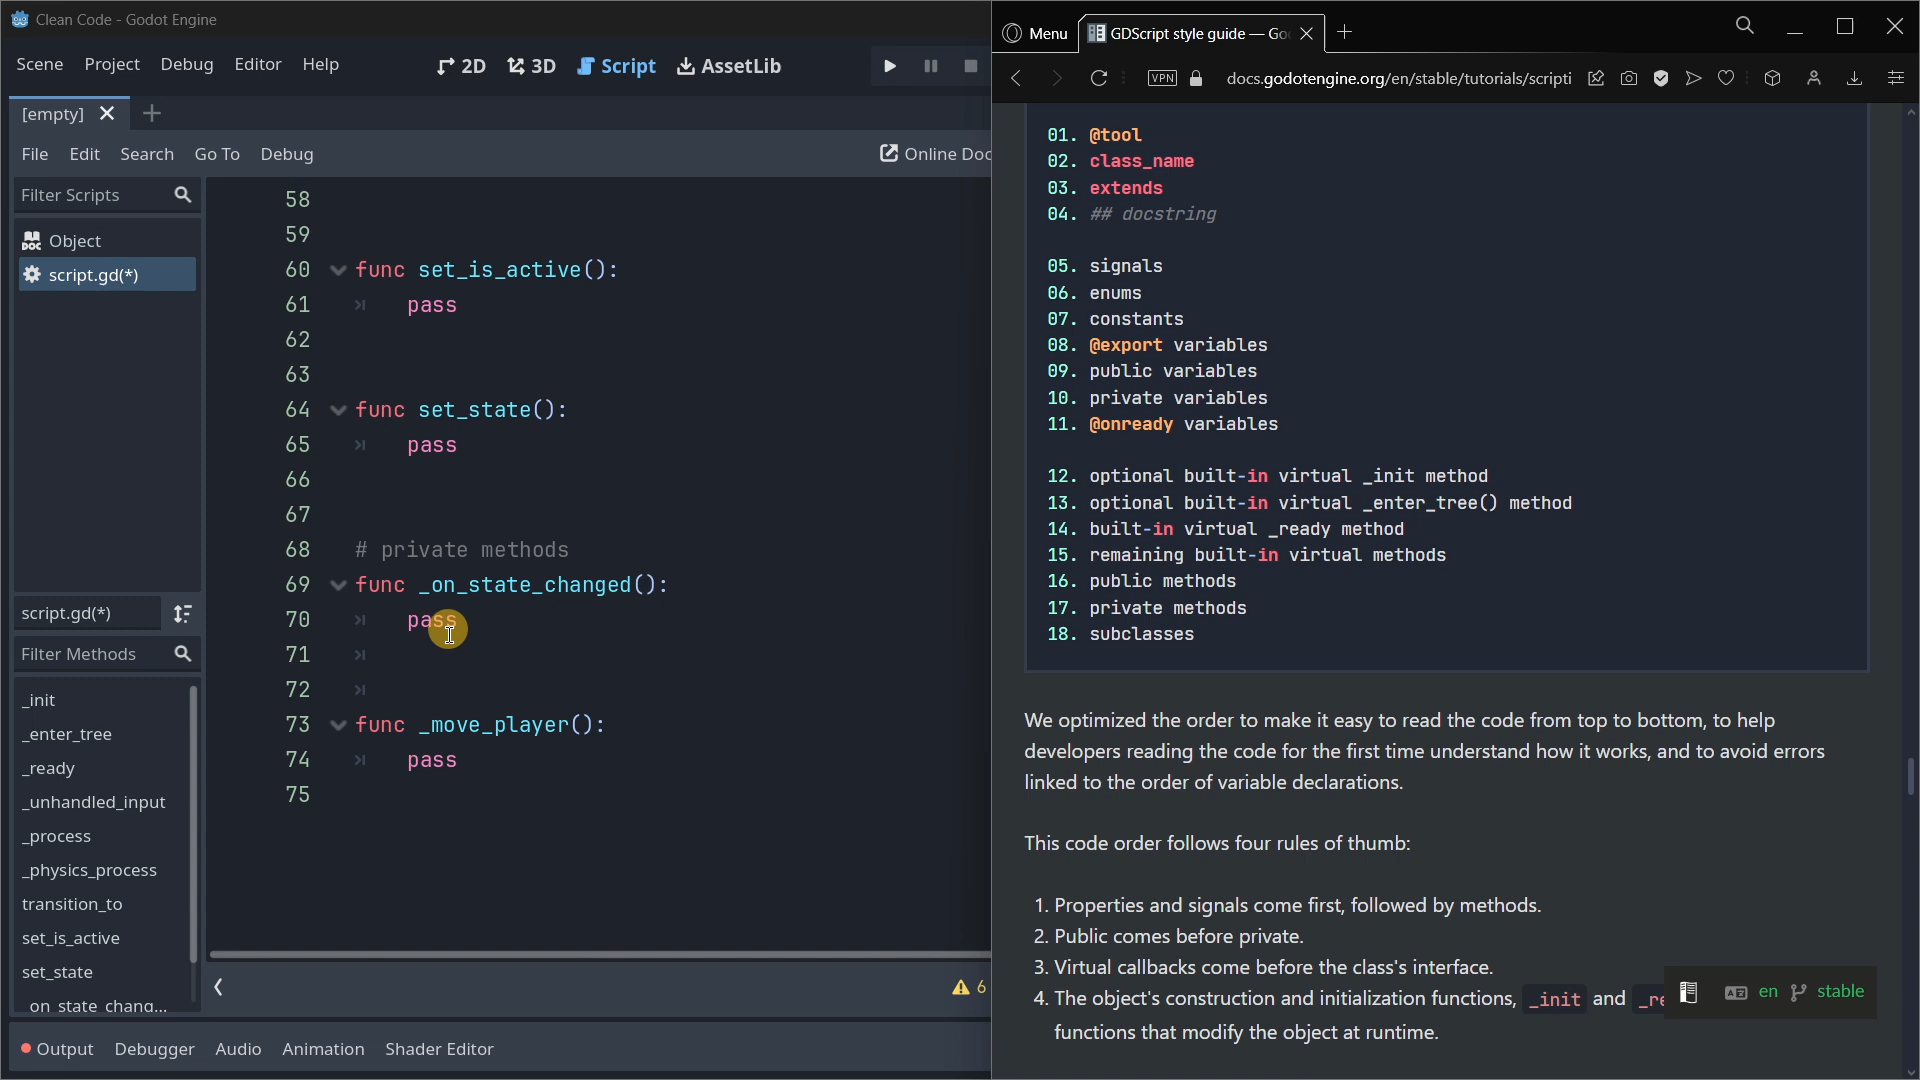 Clean Code - Godot Engine
Scene Project Debug Editor Help
2D 3D Script AssetLib
[empty]
File Edit Search Go To Debug
Online Doc
Filter Scripts
Object
script.gd(*)
script.gd(*)
Filter Methods
_init
_enter_tree
_ready
_unhandled_input
_process
_physics_process
transition_to
set_is_active
set_state
_on_state_chang...
58
59
60 func set_is_active():
61 pass
62
63
64 func set_state():
65 pass
66
67
68 # private methods
69 func _on_state_changed():
70 pass
71
72
73 func _move_player():
74 pass
75
6
Output Debugger Audio Animation Shader Editor
Menu
GDScript style guide — Go
VPN
docs.godotengine.org/en/stable/tutorials/scripti
01. @tool
02. class_name
03. extends
04. ## docstring
05. signals
06. enums
07. constants
08. @export variables
09. public variables
10. private variables
11. @onready variables
12. optional built-in virtual _init method
13. optional built-in virtual _enter_tree() method
14. built-in virtual _ready method
15. remaining built-in virtual methods
16. public methods
17. private methods
18. subclasses
We optimized the order to make it easy to read the code from top to bottom, to help
developers reading the code for the first time understand how it works, and to avoid errors
linked to the order of variable declarations.
This code order follows four rules of thumb:
1. Properties and signals come first, followed by methods.
2. Public comes before private.
3. Virtual callbacks come before the class's interface.
4. The object's construction and initialization functions, _init and _re
functions that modify the object at runtime.
en stable